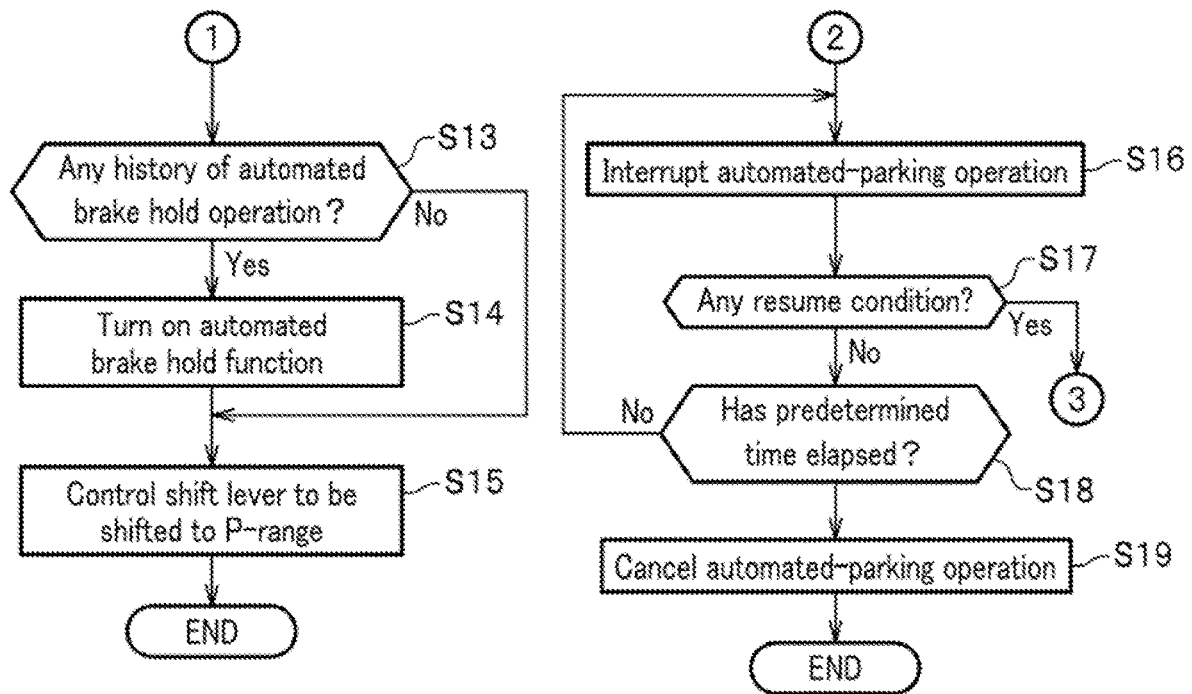 1
Any history of automated
brake hold operation?
S13
No
Yes
Turn on automated
brake hold function
S14
Control shift lever to be
shifted to P-range
S15
END
2
Interrupt automated-parking operation
S16
Any resume condition?
S17
Yes
No
3
Has predetermined
time elapsed?
No
S18
Cancel automated-parking operation
S19
END